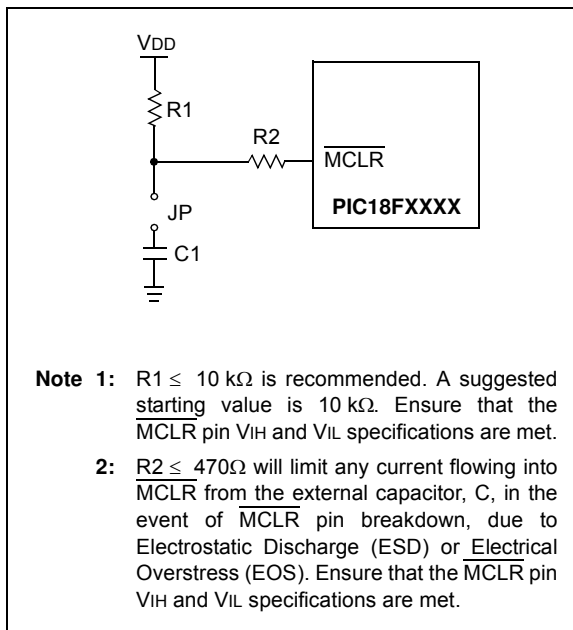 VDD
R1
R2
MCLR
JP
PIC18FXXXX
C1
Note 1: R1 ≤ 10 kΩ is recommended. A suggested
starting value is 10 kΩ. Ensure that the
MCLR pin VIH and VIL specifications are met.
2: R2 ≤ 470Ω will limit any current flowing into
MCLR from the external capacitor, C, in the
event of MCLR pin breakdown, due to
Electrostatic Discharge (ESD) or Electrical
Overstress (EOS). Ensure that the MCLR pin
VIH and VIL specifications are met.